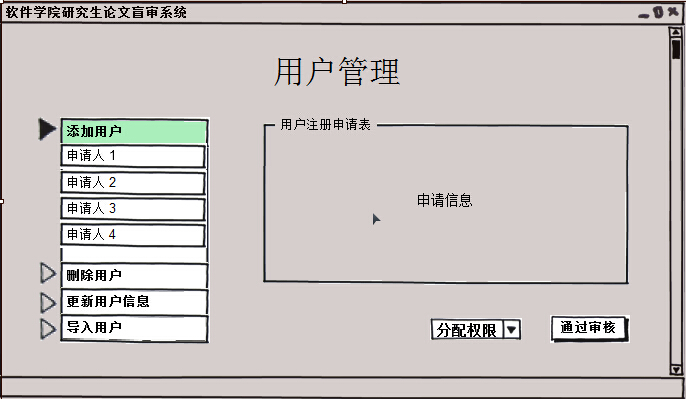 软件学院研究生论文盲审系统
用户管理
添加用户
申请人 1
申请人 2
申请人 3
申请人 4
删除用户
更新用户信息
导入用户
用户注册申请表
申请信息
分配权限
通过审核